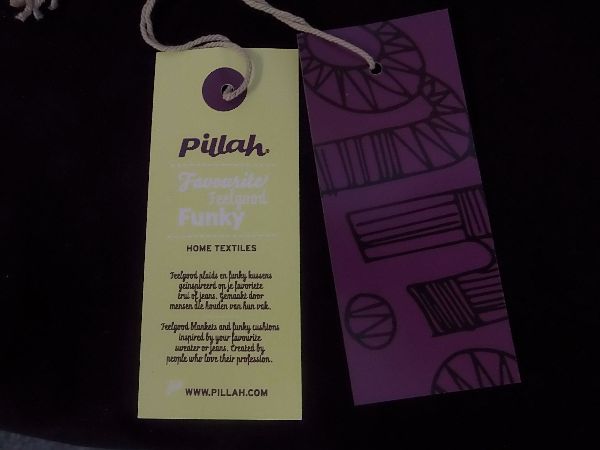 Pillah
Favourite
Feelgood
Funky
HOME TEXTILES
Feelgood plaids en funky kussens
geïnspireerd op je favoriete
trui of jeans. Gemaakt door
mensen die houden van hun vak.
Feelgood blankets and funky cushions
inspired by your favourite
sweater or jeans. Created by
people who love their profession.
WWW.PILLAH.COM